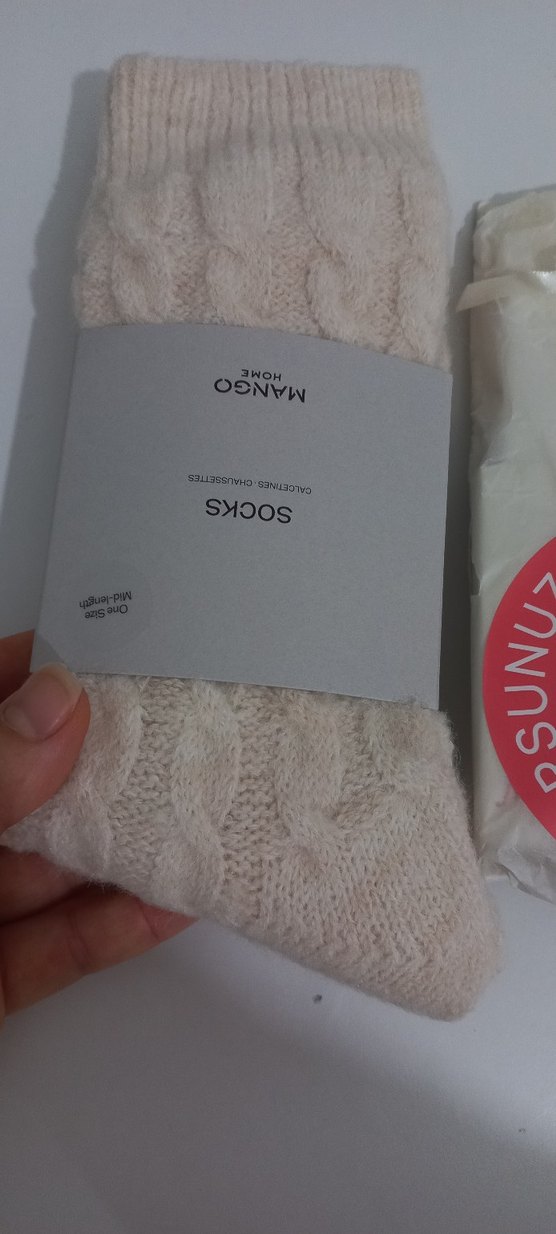 MANGO
HOME
CALCETINES · CHAUSSETTES
SOCKS
One Size
Mid-length